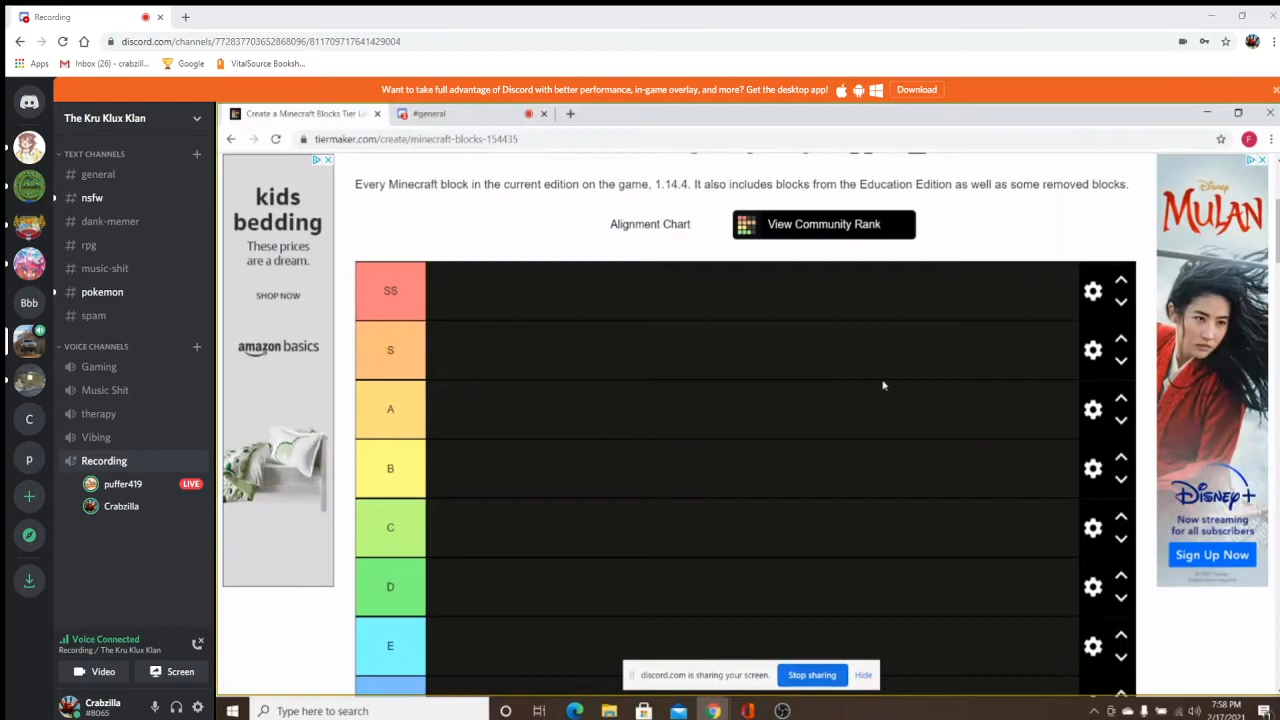 Recording
discord.com/channels/772837703652868096/811097717641429004
Apps
Inbox (26) - crabzill...
Google
VitalSource Booksh...
Want to take full advantage of Discord with better performance, in-game overlay, and more? Get the desktop app!
Download
The Kru Klux Klan
TEXT CHANNELS
# general
# nsfw
# dank-memer
# rpg
# music-shit
# pokemon
# spam
Bbb
VOICE CHANNELS
Gaming
Music Shit
therapy
Vibing
Recording
puffer419 LIVE
Crabzilla
C
p
Voice Connected
Recording / The Kru Klux Klan
Video
Screen
Crabzilla
#8065
Create a Minecraft Blocks Tier Li
#general
tiermaker.com/create/minecraft-blocks-154435
kids
bedding
These prices
are a dream.
SHOP NOW
amazon basics
Every Minecraft block in the current edition on the game, 1.14.4. It also includes blocks from the Education Edition as well as some removed blocks.
Alignment Chart
View Community Rank
SS
S
A
B
C
D
E
Disney
MULAN
Disney+
Now streaming
for all subscribers
Sign Up Now
discord.com is sharing your screen.
Stop sharing
Hide
F
Type here to search
7:58 PM
2/17/2021